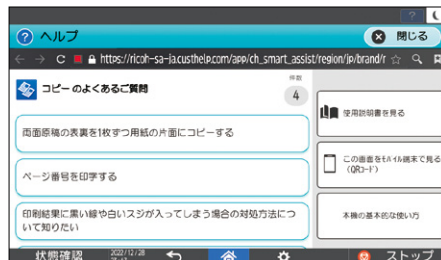 ヘルプ
閉じる
https://ricoh-sa-ja.custhelp.com/app/ch_smart_assist/region/jp/brand/r
コピーのよくあるご質問
件数
4
両面原稿の表裏を1枚ずつ用紙の片面にコピーする
ページ番号を印字する
印刷結果に黒い線や白いスジが入ってしまう場合の対処方法につ
いて知りたい
使用説明書を見る
この画面をモバイル端末で見る
(QRコード)
本機の基本的な使い方
状態確認
2022/12/28
ストップ